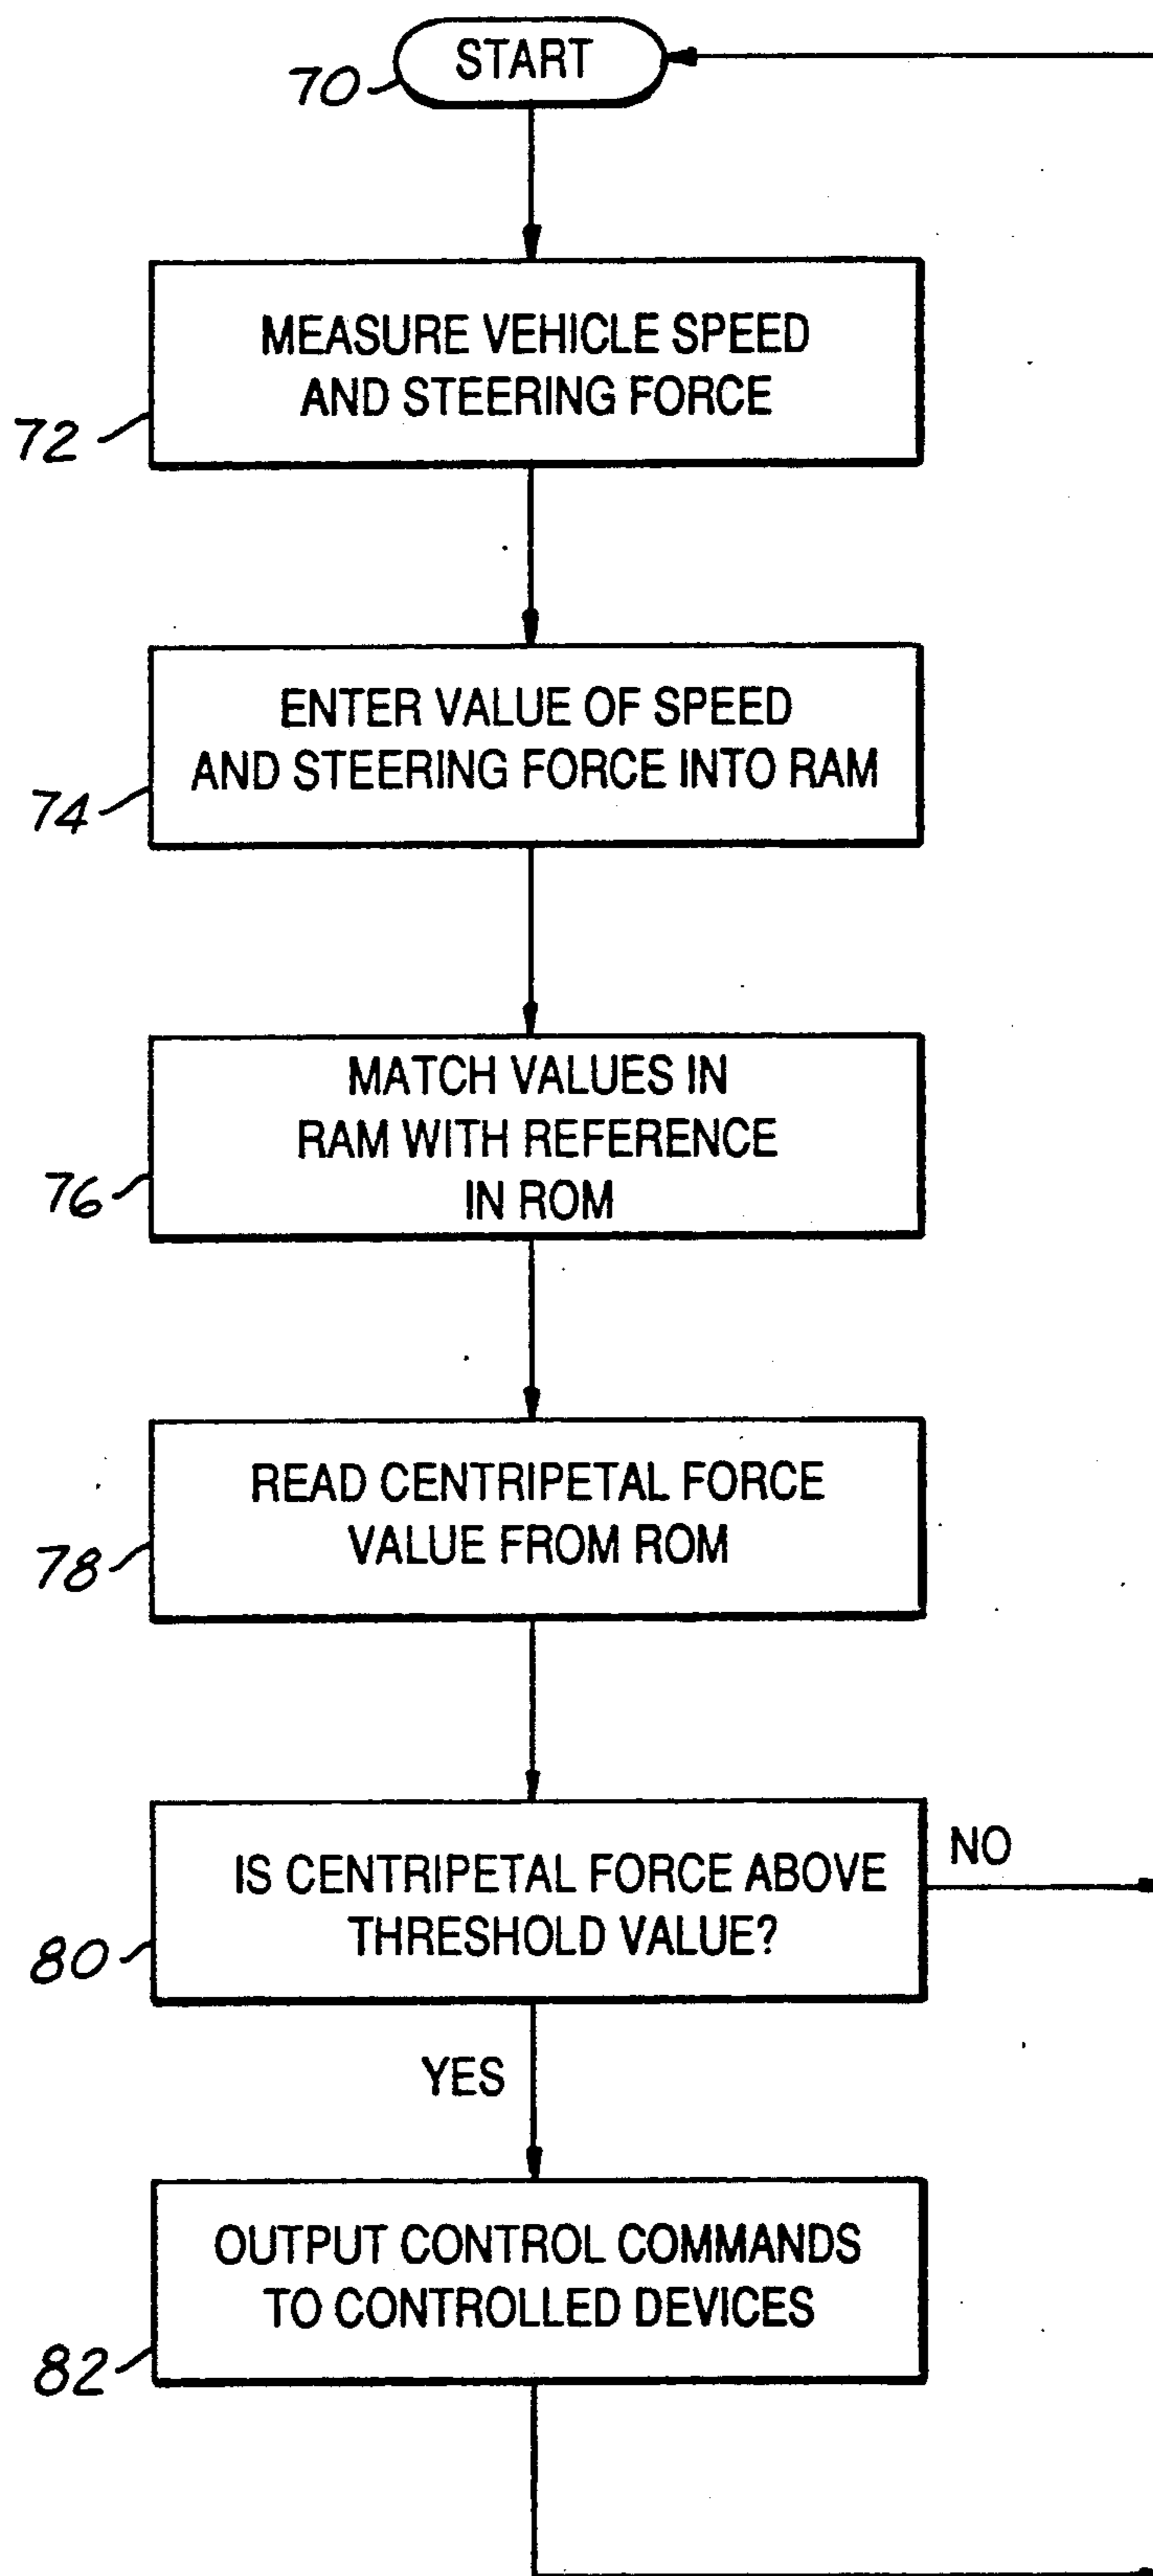 START
70
MEASURE VEHICLE SPEED
AND STEERING FORCE
72
ENTER VALUE OF SPEED
AND STEERING FORCE INTO RAM
74
MATCH VALUES IN
RAM WITH REFERENCE
IN ROM
76
READ CENTRIPETAL FORCE
VALUE FROM ROM
78
IS CENTRIPETAL FORCE ABOVE
THRESHOLD VALUE?
NO
80
YES
OUTPUT CONTROL COMMANDS
TO CONTROLLED DEVICES
82